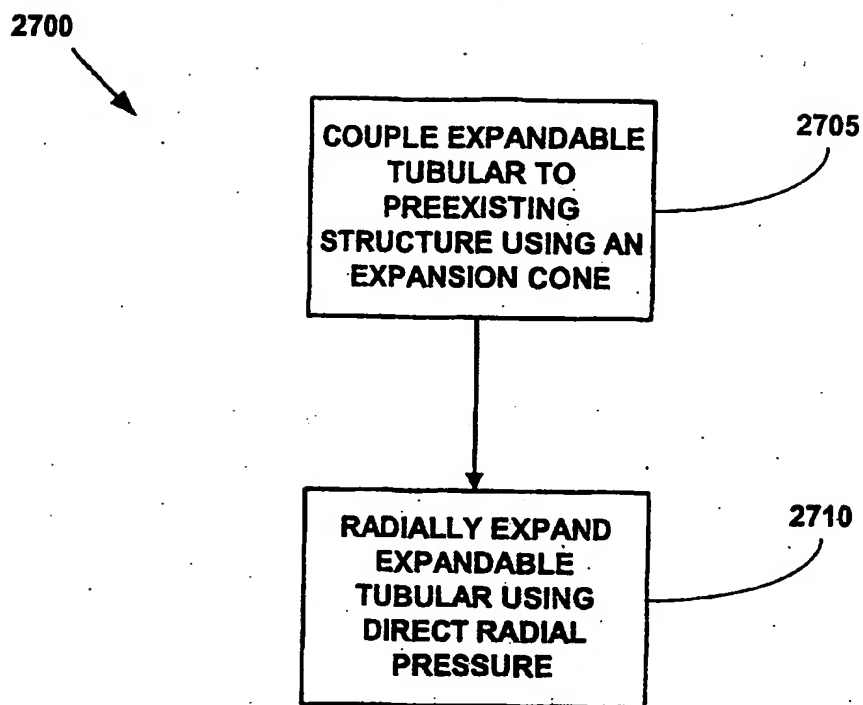 2700
COUPLE EXPANDABLE
TUBULAR TO
PREEXISTING
STRUCTURE USING AN
EXPANSION CONE
2705
RADIALLY EXPAND
EXPANDABLE
TUBULAR USING
DIRECT RADIAL
PRESSURE
2710